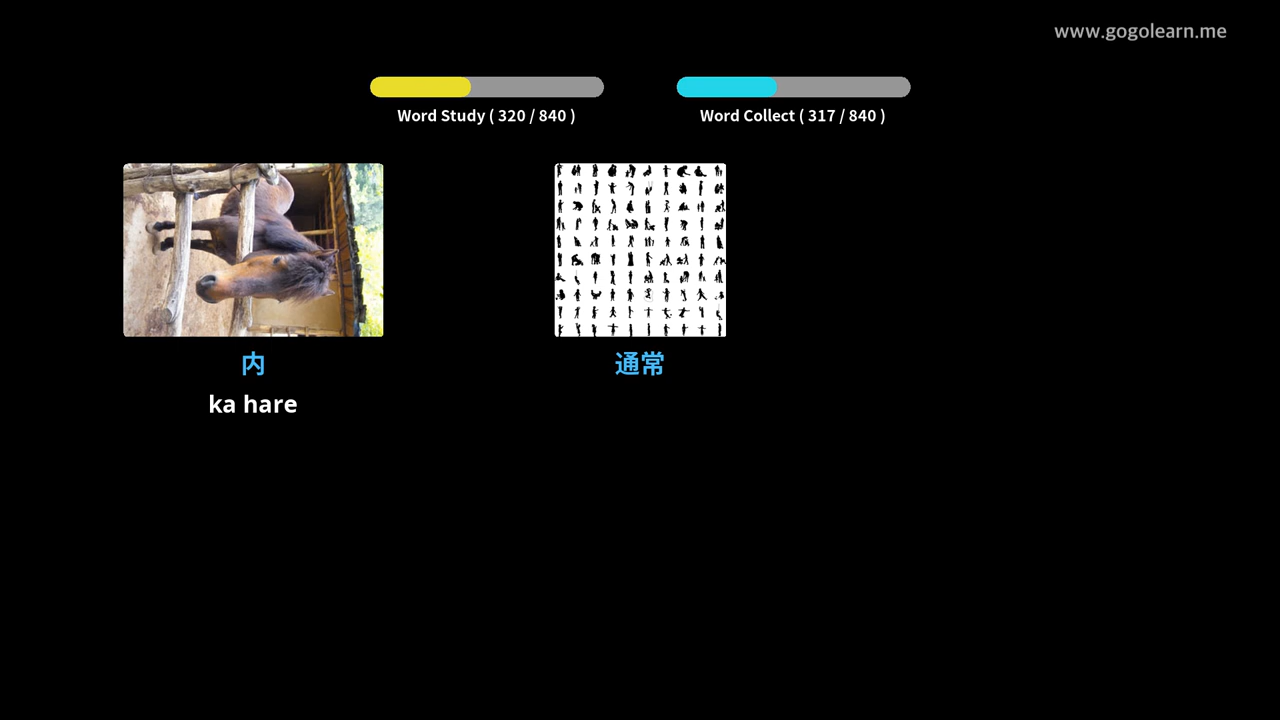 www.gogolearn.me
Word Study ( 320 / 840 )
Word Collect ( 317 / 840 )
内
通常
ka hare